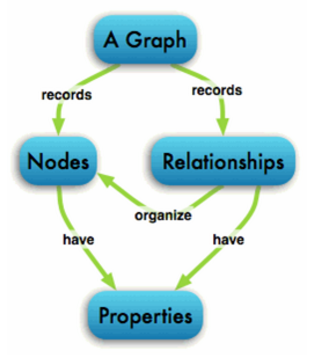 A Graph
records
records
Nodes
Relationships
organize
have
have
Properties